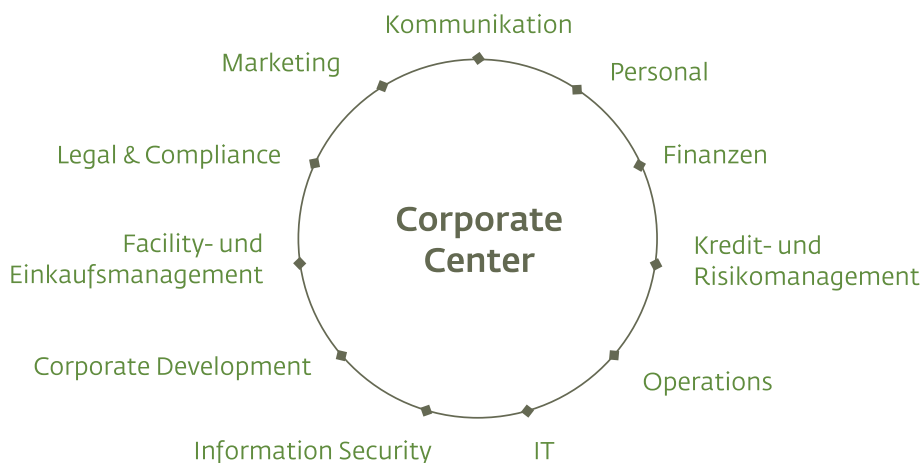 Kommunikation
Marketing
Personal
Legal & Compliance
Finanzen
Corporate
Center
Facility- und
Einkaufsmanagement
Kredit- und
Risikomanagement
Corporate Development
Operations
Information Security
IT